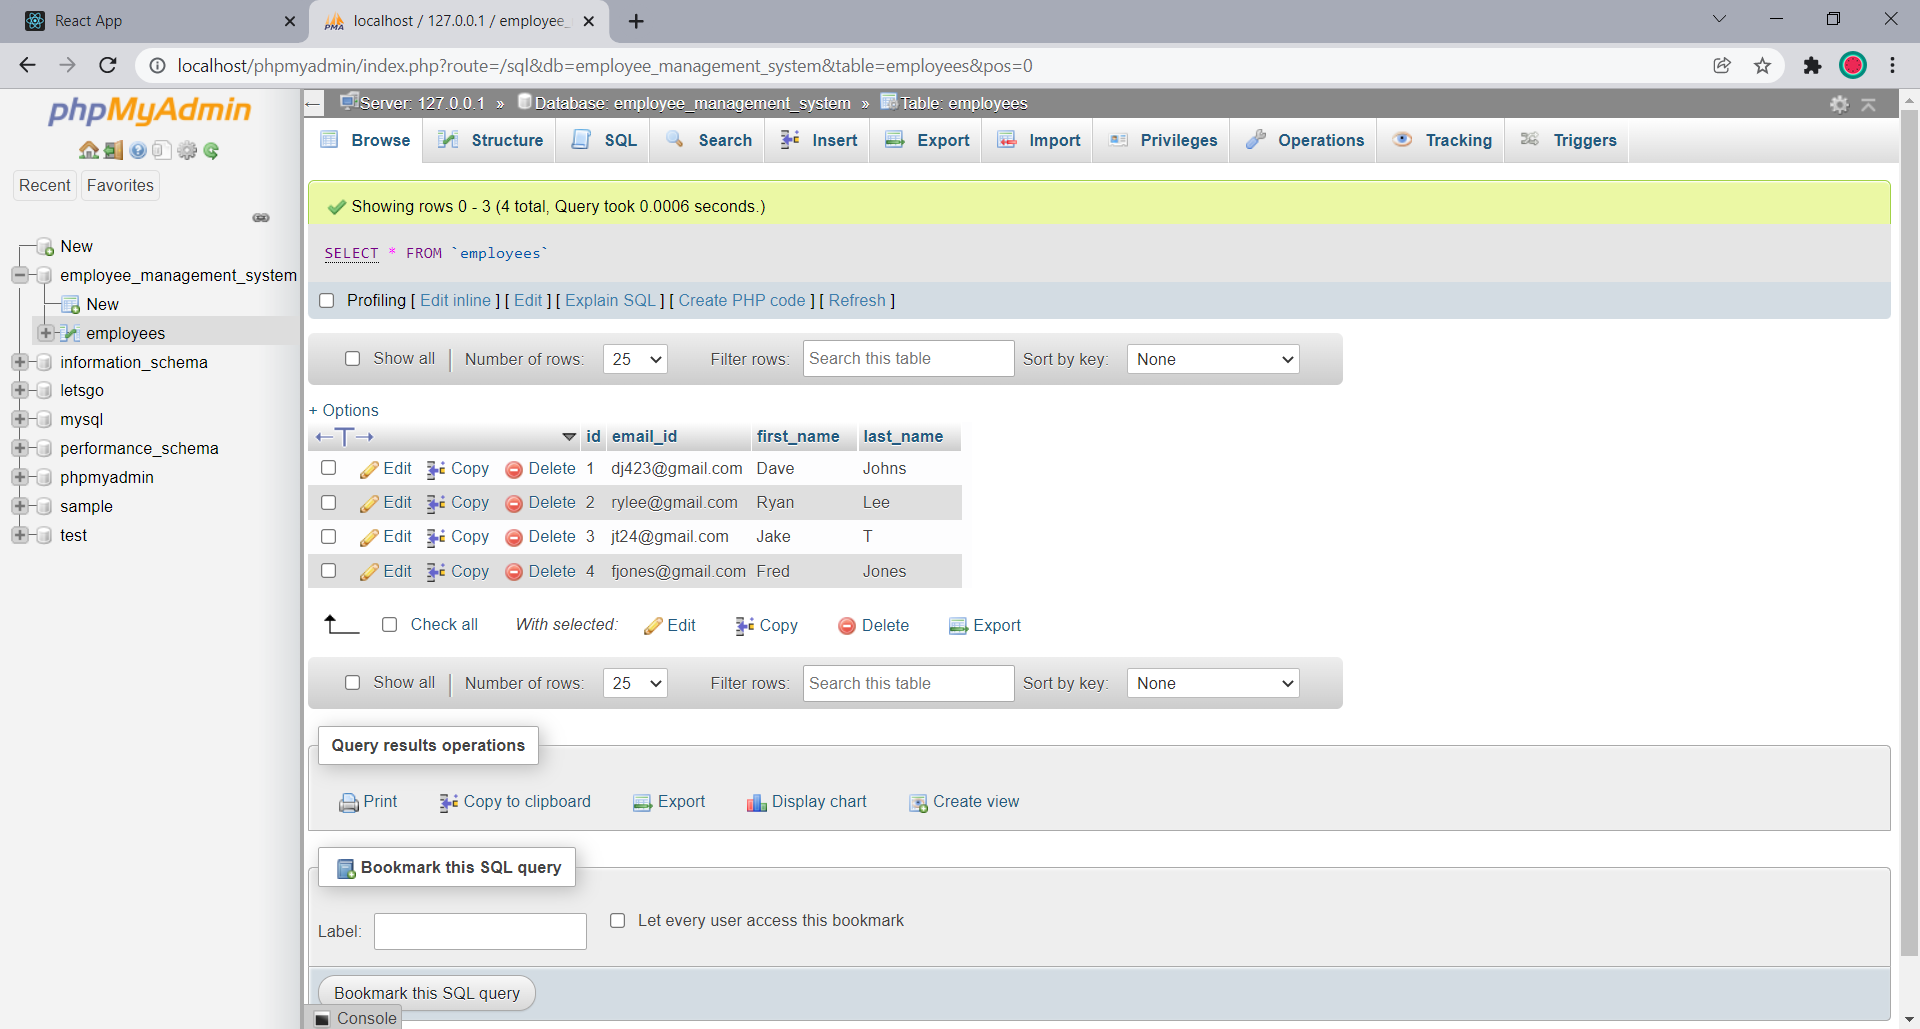 React App
localhost / 127.0.0.1 / employee_
localhost/phpmyadmin/index.php?route=/sql&db=employee_management_system&table=employees&pos=0
phpMyAdmin
Recent Favorites
New
employee_management_system
New
employees
information_schema
letsgo
mysql
performance_schema
phpmyadmin
sample
test
Server: 127.0.0.1 » Database: employee_management_system » Table: employees
Browse Structure SQL Search Insert Export Import Privileges Operations Tracking Triggers
Showing rows 0 - 3 (4 total, Query took 0.0006 seconds.)
SELECT * FROM `employees`
Profiling [ Edit inline ] [ Edit ] [ Explain SQL ] [ Create PHP code ] [ Refresh ]
Show all Number of rows: 25 Filter rows: Search this table Sort by key: None
+ Options
id email_id first_name last_name
Edit Copy Delete 1 dj423@gmail.com Dave Johns
Edit Copy Delete 2 rylee@gmail.com Ryan Lee
Edit Copy Delete 3 jt24@gmail.com Jake T
Edit Copy Delete 4 fjones@gmail.com Fred Jones
Check all With selected: Edit Copy Delete Export
Show all Number of rows: 25 Filter rows: Search this table Sort by key: None
Query results operations
Print Copy to clipboard Export Display chart Create view
Bookmark this SQL query
Label: Let every user access this bookmark
Bookmark this SQL query
Console